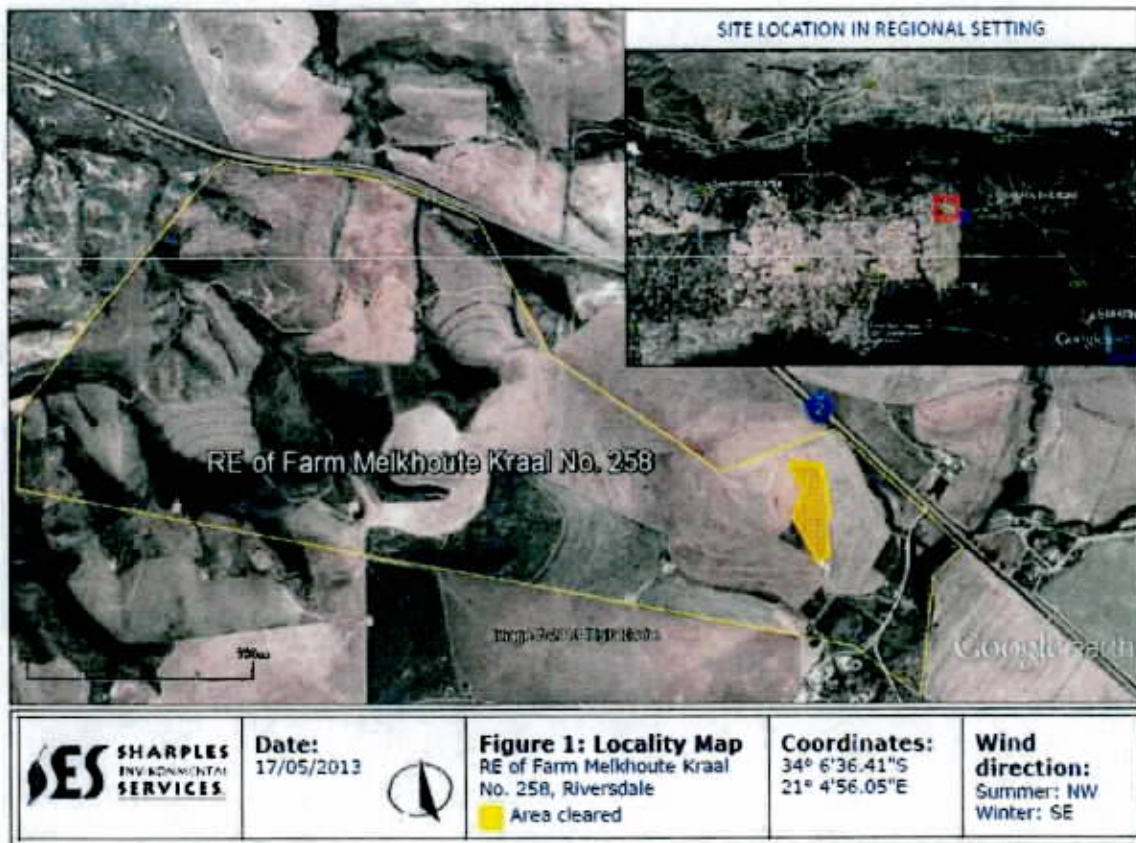 SITE LOCATION IN REGIONAL SETTING
2
RE of Farm Melkhoute Kraal No. 258
Google earth
SES SHARPLES
ENVIRONMENTAL
SERVICES
Date:
17/05/2013
Figure 1: Locality Map
RE of Farm Melkhoute Kraal
No. 258, Riversdale
Area cleared
Coordinates:
34° 6'36.41"S
21° 4'56.05"E
Wind
direction:
Summer: NW
Winter: SE